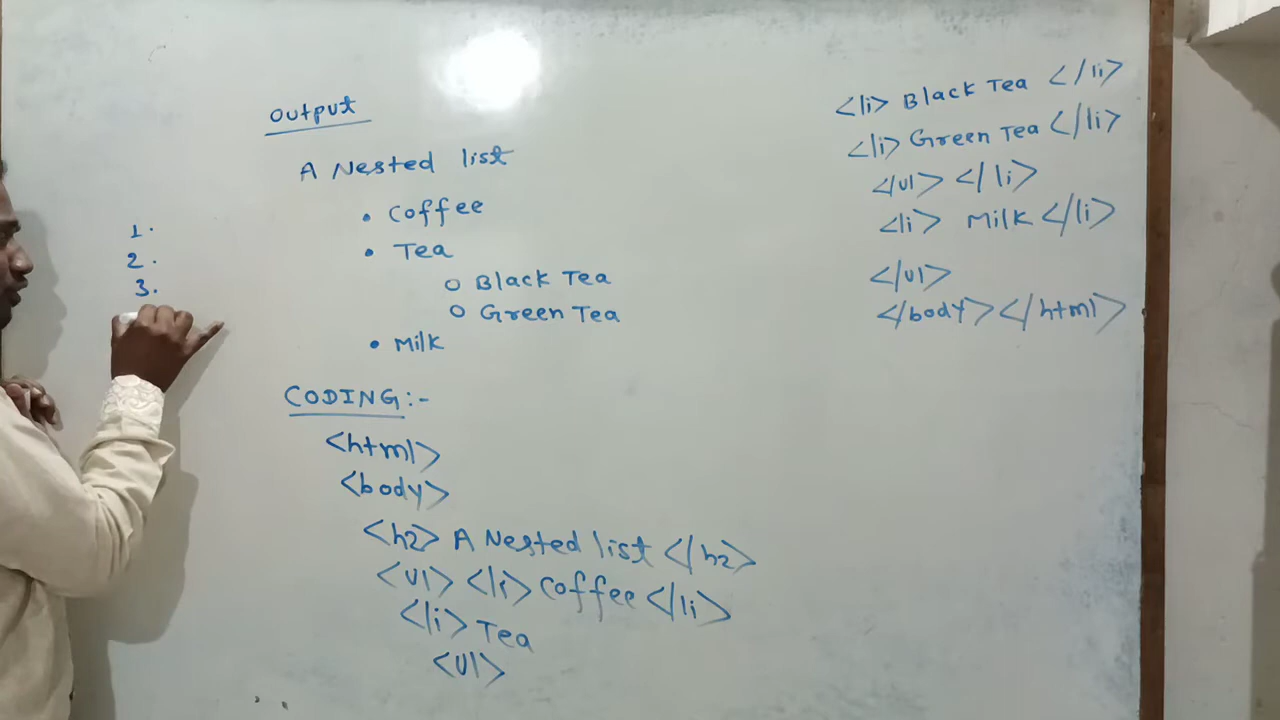 Output
A Nested list
• Coffee
• Tea
o Black Tea
o Green Tea
• Milk
1.
2.
3.
CODING:-
<html>
<body>
<h2> A Nested list </h2>
<ul> <li> Coffee </li>
<li> Tea
<ul>
<li> Black Tea </li>
<li> Green Tea </li>
</ul> </li>
<li> Milk </li>
</ul>
</body> </html>